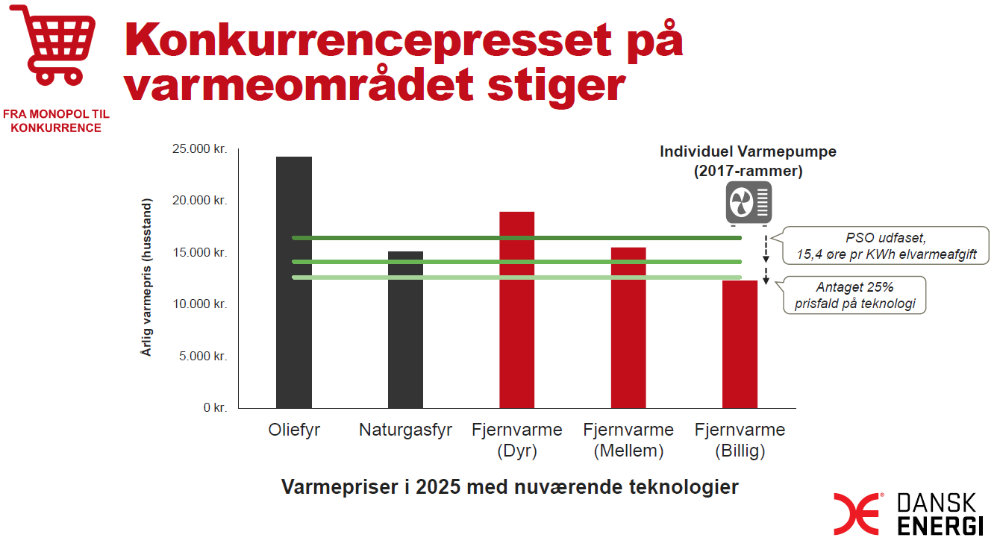 Konkurrencepresset på
varmeområdet stiger
FRA MONOPOL TIL
KONKURRENCE
Årlig varmepris (husstand)
25.000 kr.
20.000 kr.
15.000 kr.
10.000 kr.
5.000 kr.
0 kr.
Individuel Varmepumpe
(2017-rammer)
PSO udfaset,
15,4 øre pr KWh elvarmeafgift
Antaget 25%
prisfald på teknologi
Oliefyr
Naturgasfyr
Fjernvarme
(Dyr)
Fjernvarme
(Mellem)
Fjernvarme
(Billig)
Varmepriser i 2025 med nuværende teknologier
®
DANSK
ENERGI